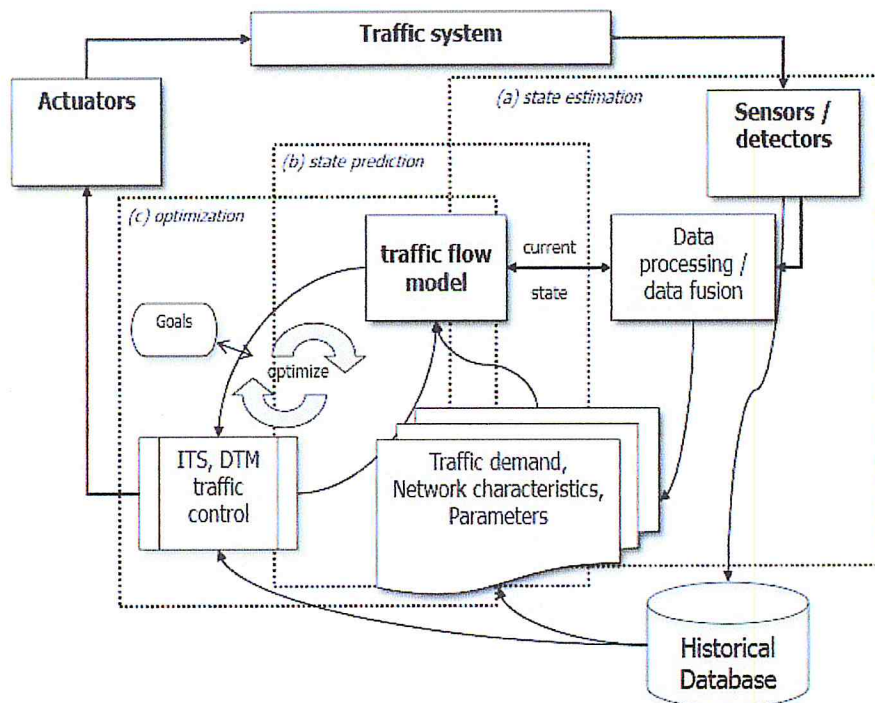 Traffic system
Actuators
(a) state estimation
Sensors /
detectors
(b) state prediction
(c) optimization
traffic flow
model
current
state
Data
processing /
data fusion
Goals
optimize
ITS, DTM
traffic
control
Traffic demand,
Network characteristics,
Parameters
Historical
Database